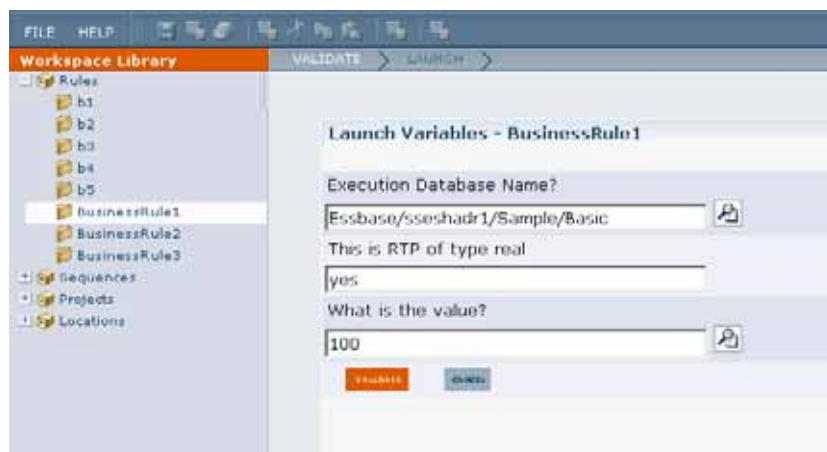 FILE HELP
Workspace Library
VALIDATE LAUNCH
Rules
b1
b2
b3
b4
b5
BusinessRule1
BusinessRule2
BusinessRule3
Sequences
Projects
Locations
Launch Variables - BusinessRule1
Execution Database Name?
Essbase/sseshadr1/Sample/Basic
This is RTP of type real
yes
What is the value?
100
VALIDATE CANCEL